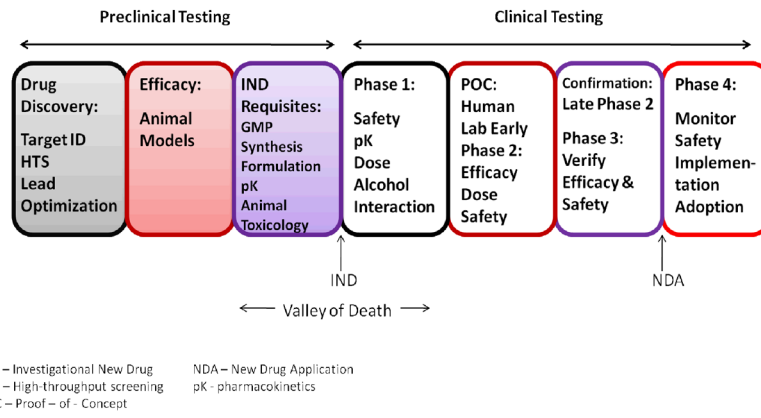 Preclinical Testing
Clinical Testing
Drug
Discovery:
Target ID
HTS
Lead
Optimization
Efficacy:
Animal
Models
IND
Requisites:
GMP
Synthesis
Formulation
pK
Animal
Toxicology
Phase 1:
Safety
pK
Dose
Alcohol
Interaction
POC:
Human
Lab Early
Phase 2:
Efficacy
Dose
Safety
Confirmation:
Late Phase 2
Phase 3:
Verify
Efficacy &
Safety
Phase 4:
Monitor
Safety
Implemen-
tation
Adoption
IND
NDA
Valley of Death
– Investigational New Drug
NDA – New Drug Application
– High-throughput screening
pK - pharmacokinetics
– Proof – of - Concept